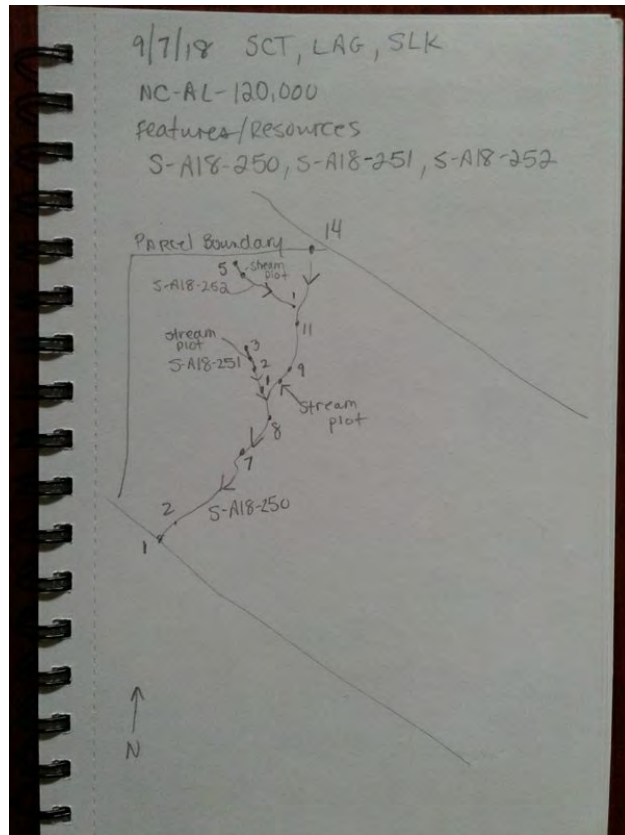 9/7/18 SCT, LAG, SLK
NC-AL-120,000
Features/Resources
S-A18-250, S-A18-251, S-A18-252
14
Parcel Boundary
5
stream
plot
S-A18-252
1
11
stream
plot
3
S-A18-251
2
1
9
Stream
plot
8
7
S-A18-250
2
1
N